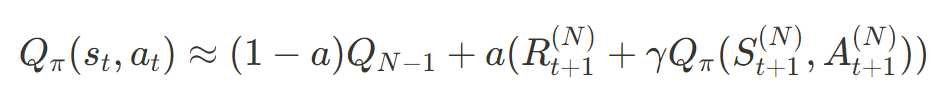 Q_π(s_t, a_t) ≈ (1 − a)Q_{N−1} + a(R_{t+1}^{(N)} + γQ_π(S_{t+1}^{(N)}, A_{t+1}^{(N)}))